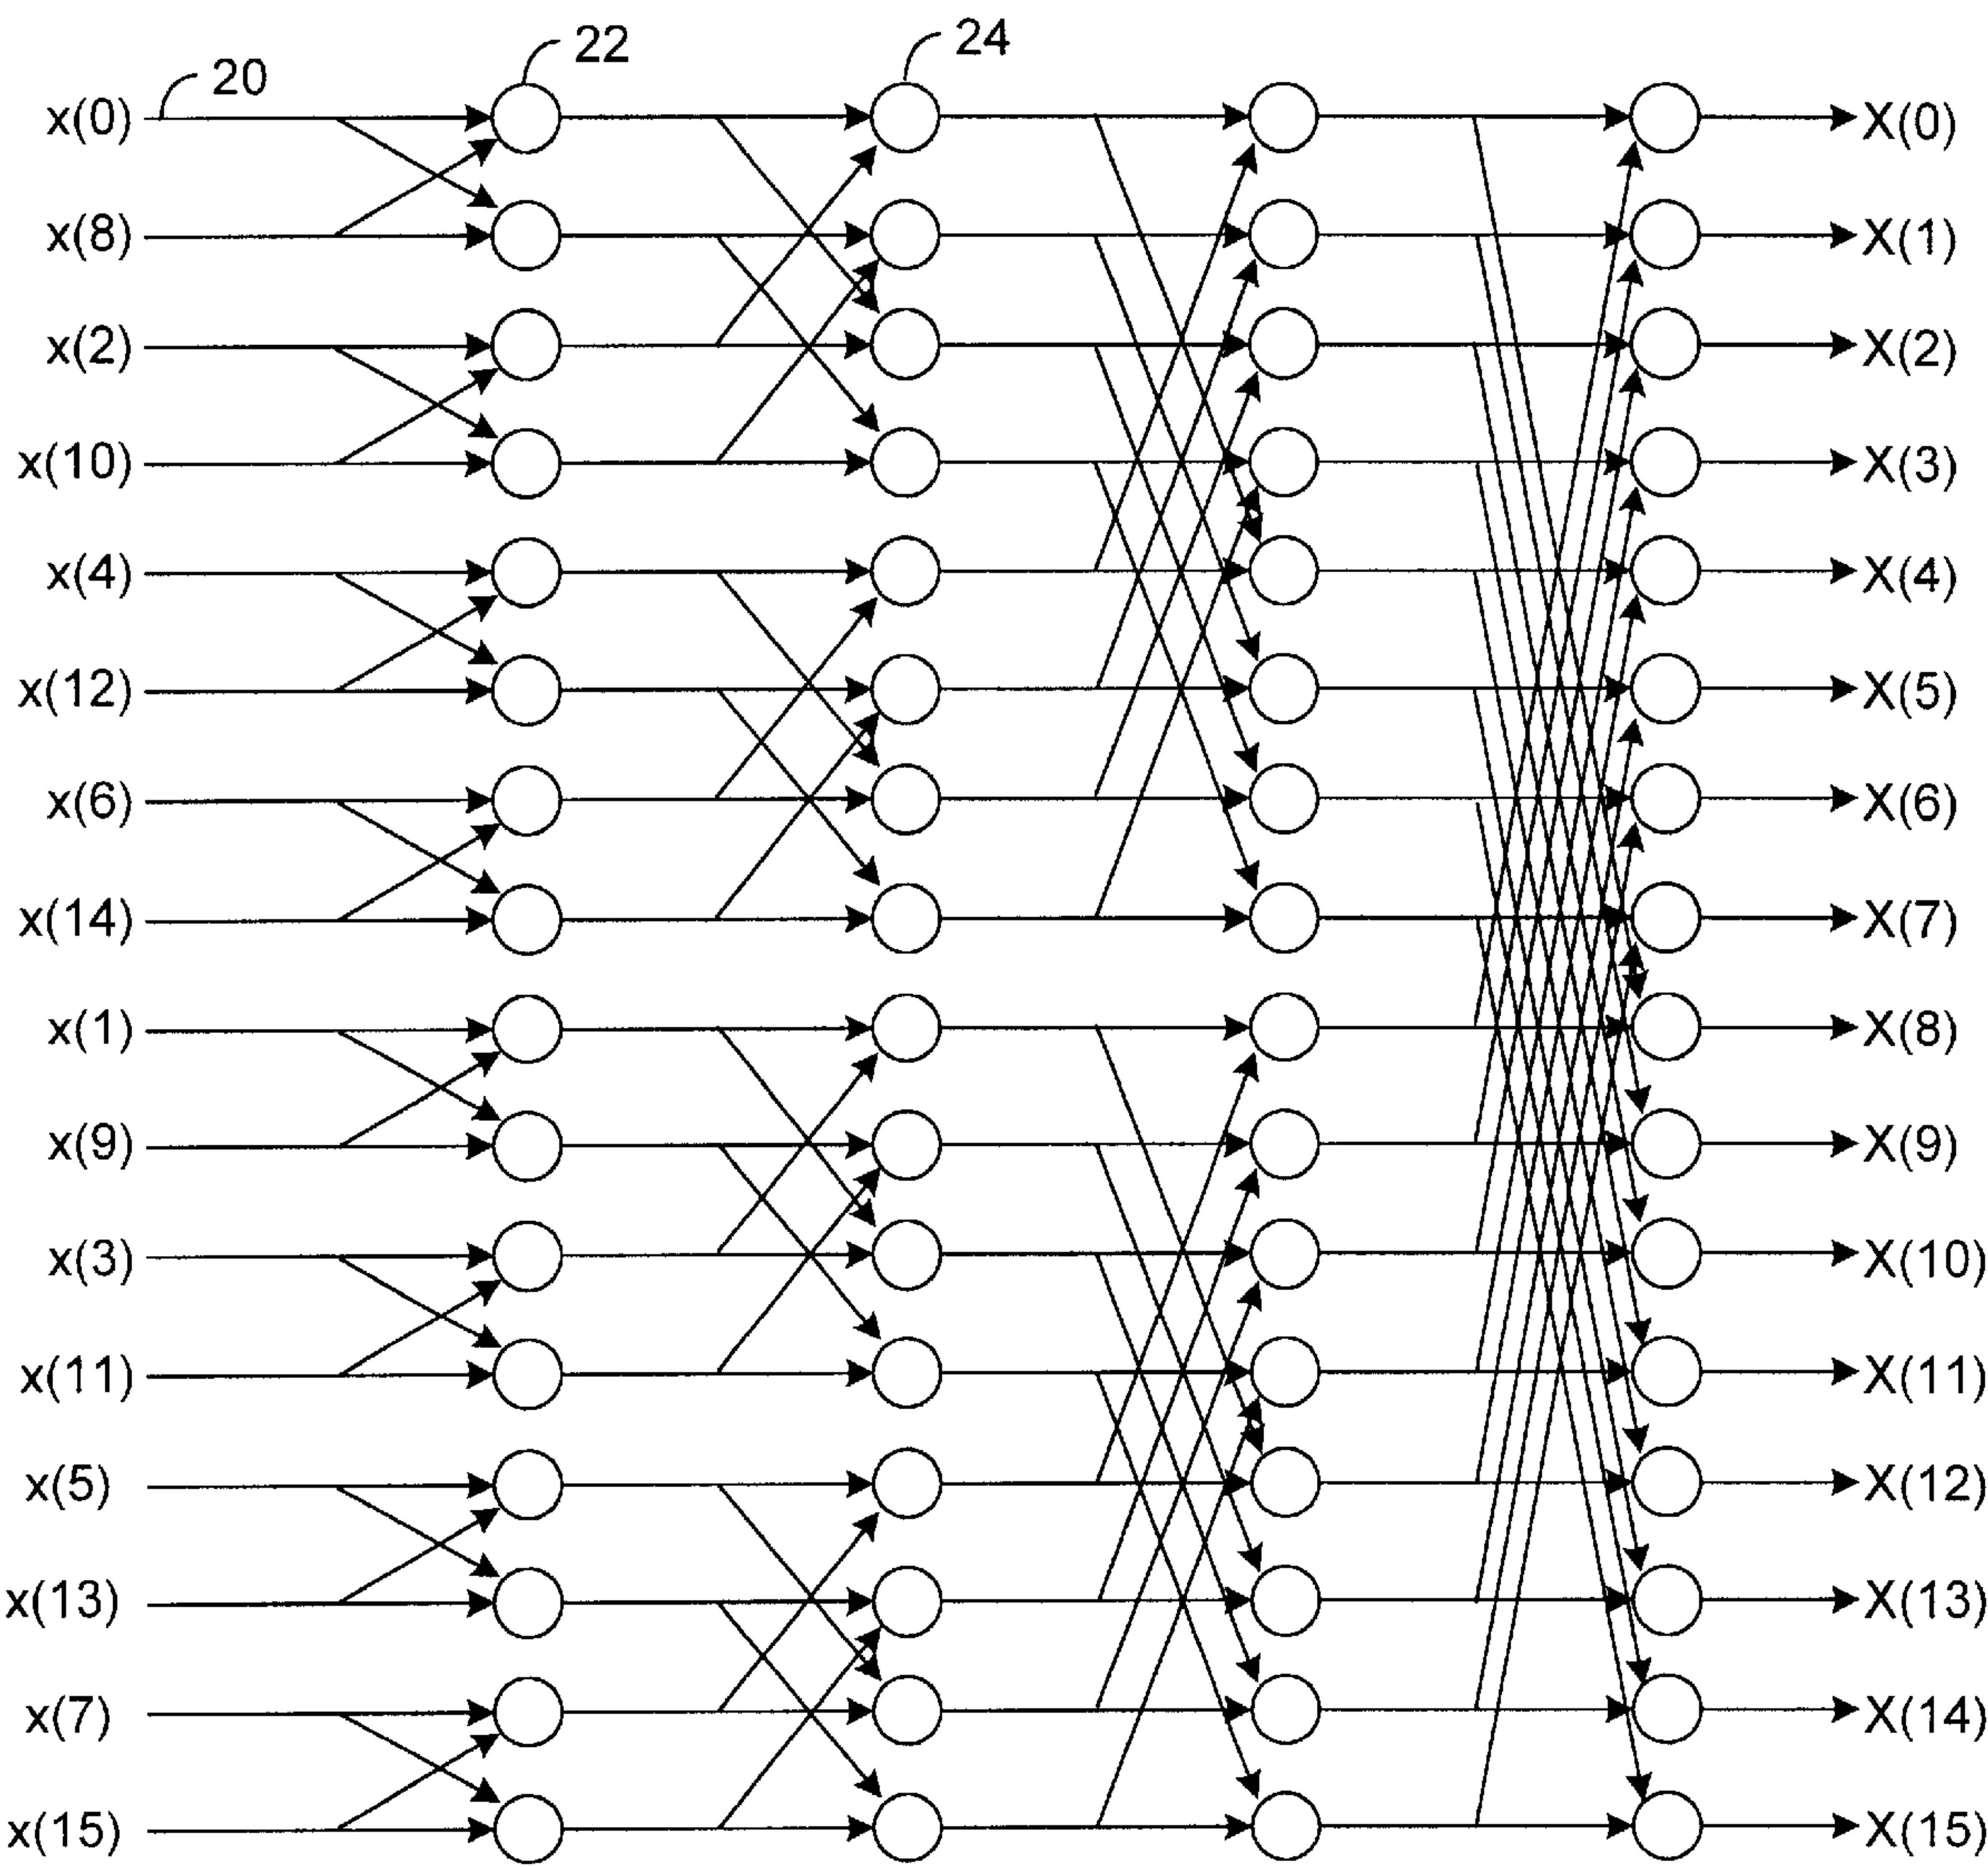 20
22
24
x(0) X(0)
x(8) X(1)
x(2) X(2)
x(10) X(3)
x(4) X(4)
x(12) X(5)
x(6) X(6)
x(14) X(7)
x(1) X(8)
x(9) X(9)
x(3) X(10)
x(11) X(11)
x(5) X(12)
x(13) X(13)
x(7) X(14)
x(15) X(15)